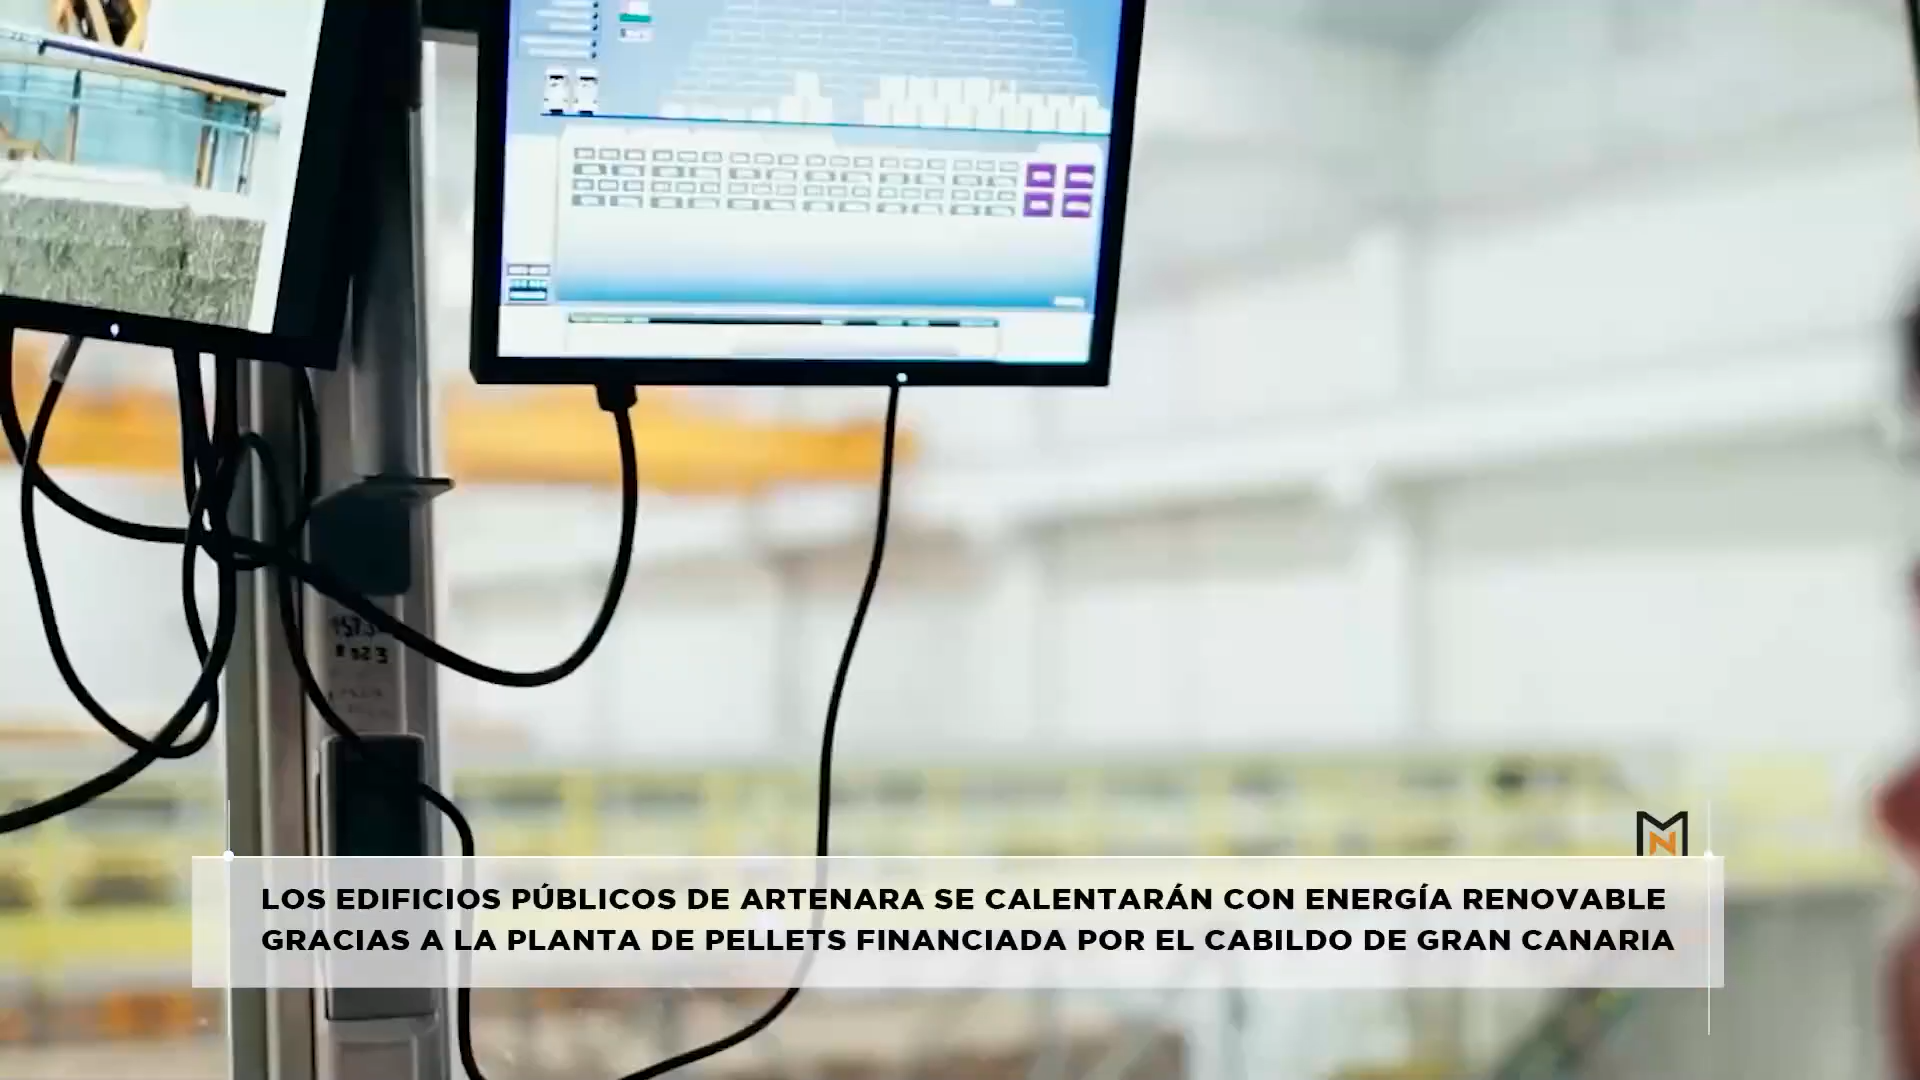 LOS EDIFICIOS PÚBLICOS DE ARTENARA SE CALENTARÁN CON ENERGÍA RENOVABLE
GRACIAS A LA PLANTA DE PELLETS FINANCIADA POR EL CABILDO DE GRAN CANARIA